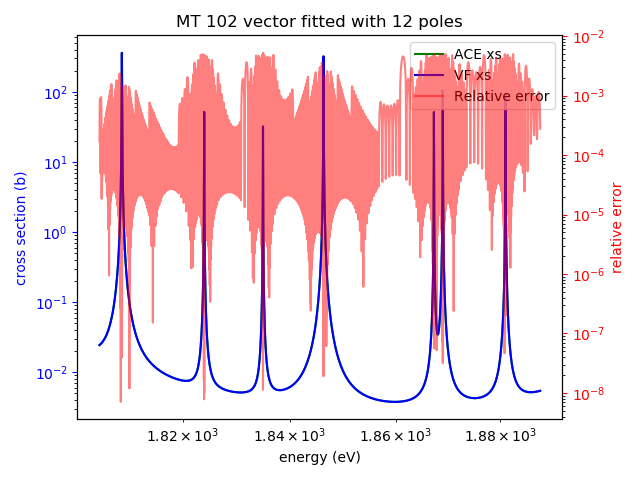 MT 102 vector fitted with 12 poles
ACE xs
VF xs
Relative error
cross section (b)
10²
10¹
10⁰
10⁻¹
10⁻²
relative error
10⁻²
10⁻³
10⁻⁴
10⁻⁵
10⁻⁶
10⁻⁷
10⁻⁸
1.82 × 10³ 1.84 × 10³ 1.86 × 10³ 1.88 × 10³
energy (eV)